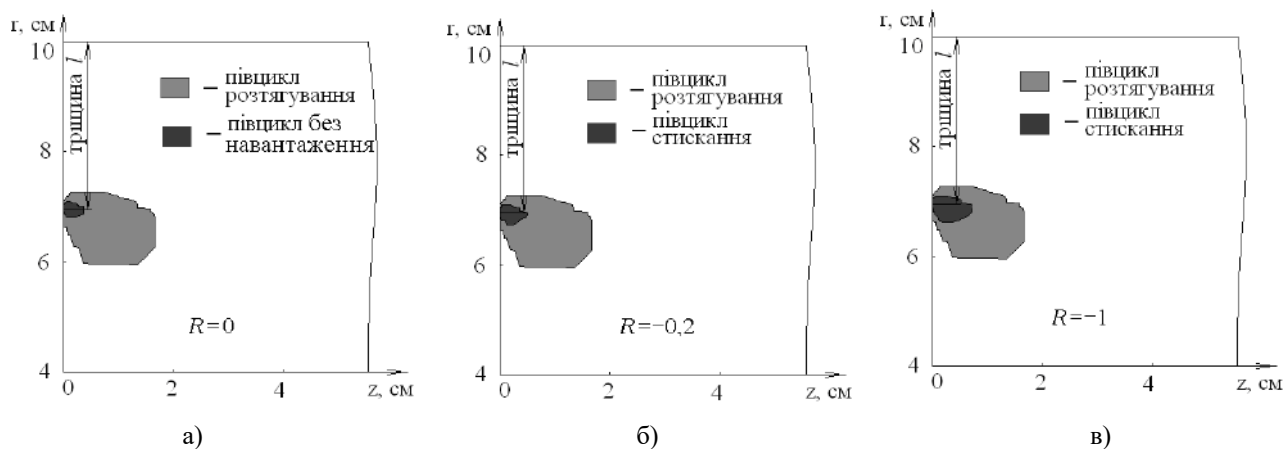 r, см
10
8
6
4
0
2
4
z, см
тріщина l
– півцикл
розтягування
– півцикл без
навантаження
R=0
а)
r, см
10
8
6
4
0
2
4
z, см
тріщина l
– півцикл
розтягування
– півцикл
стискання
R=−0,2
б)
r, см
10
8
6
4
0
2
4
z, см
тріщина l
– півцикл
розтягування
– півцикл
стискання
R=−1
в)